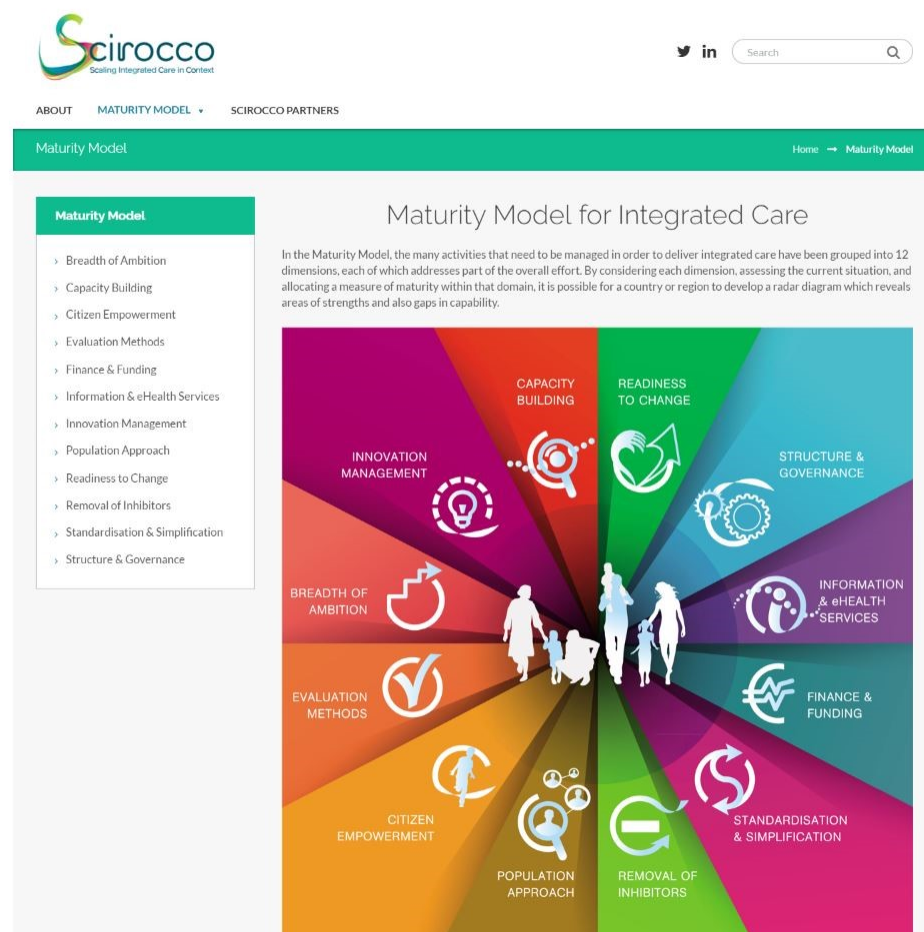 Scirocco
Scaling Integrated Care in Context
Search
ABOUT MATURITY MODEL SCIROCCO PARTNERS
Maturity Model
Home → Maturity Model
Maturity Model
Breadth of Ambition
Capacity Building
Citizen Empowerment
Evaluation Methods
Finance & Funding
Information & eHealth Services
Innovation Management
Population Approach
Readiness to Change
Removal of Inhibitors
Standardisation & Simplification
Structure & Governance
Maturity Model for Integrated Care
In the Maturity Model, the many activities that need to be managed in order to deliver integrated care have been grouped into 12
dimensions, each of which addresses part of the overall effort. By considering each dimension, assessing the current situation, and
allocating a measure of maturity within that domain, it is possible for a country or region to develop a radar diagram which reveals
areas of strengths and also gaps in capability.
CAPACITY
BUILDING
READINESS
TO CHANGE
INNOVATION
MANAGEMENT
STRUCTURE &
GOVERNANCE
BREADTH OF
AMBITION
INFORMATION
& eHEALTH
SERVICES
EVALUATION
METHODS
FINANCE &
FUNDING
CITIZEN
EMPOWERMENT
STANDARDISATION
& SIMPLIFICATION
POPULATION
APPROACH
REMOVAL OF
INHIBITORS